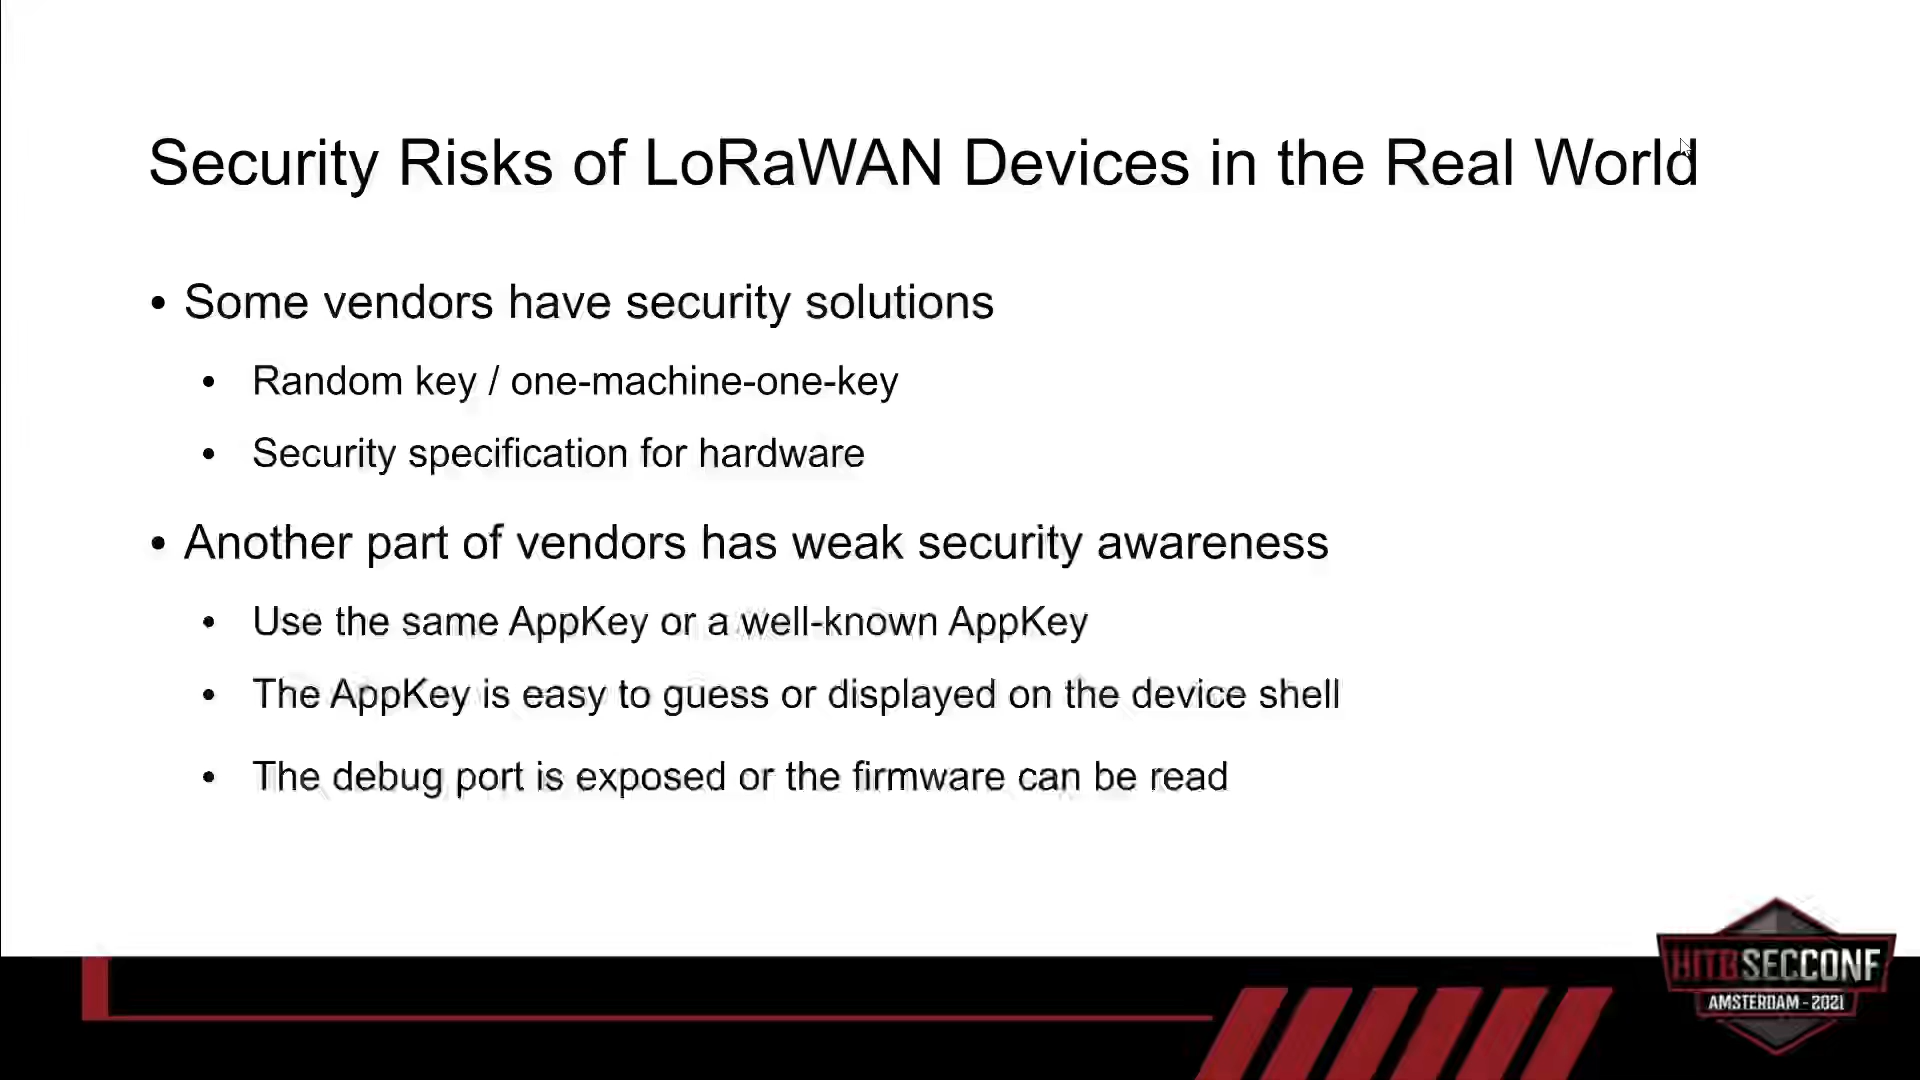 Security Risks of LoRaWAN Devices in the Real World
• Some vendors have security solutions
• Random key / one-machine-one-key
• Security specification for hardware
• Another part of vendors has weak security awareness
• Use the same AppKey or a well-known AppKey
• The AppKey is easy to guess or displayed on the device shell
• The debug port is exposed or the firmware can be read
HITBSECCONF
AMSTERDAM - 2021